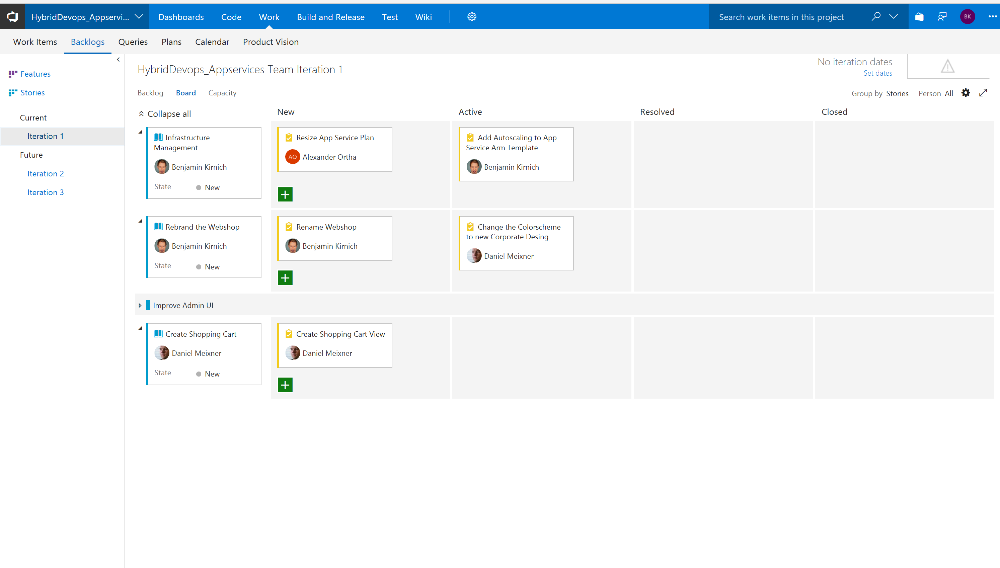 HybridDevops_Appservi... Dashboards Code Work Build and Release Test Wiki Search work items in this project BK
Work Items Backlogs Queries Plans Calendar Product Vision
Features
Stories
Current
Iteration 1
Future
Iteration 2
Iteration 3
HybridDevops_Appservices Team Iteration 1
No iteration dates
Set dates
Backlog Board Capacity
Group by Stories Person All
Collapse all New Active Resolved Closed
Infrastructure
Management
Benjamin Kirnich
State New
Resize App Service Plan
AO Alexander Ortha
Add Autoscaling to App
Service Arm Template
Benjamin Kirnich
Rebrand the Webshop
Benjamin Kirnich
State New
Rename Webshop
Benjamin Kirnich
Change the Colorscheme
to new Corporate Desing
Daniel Meixner
Improve Admin UI
Create Shopping Cart
Daniel Meixner
State New
Create Shopping Cart View
Daniel Meixner